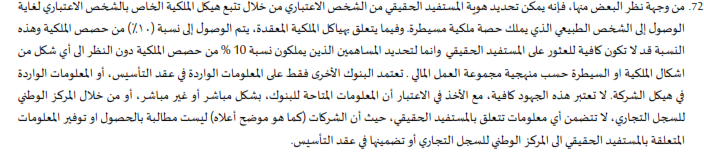 72. من وجهة نظر البعض منها، فإنه يمكن تحديد هوية المستفيد الحقيقي من الشخص الاعتباري من خلال تتبع هيكل الملكية الخاص بالشخص الاعتباري لغاية
الوصول إلى الشخص الطبيعي الذي يملك حصة ملكية مسيطرة. وفيما يتعلق بهياكل الملكية المعقدة، يتم الوصول إلى نسبة (١٠٪) من حصص الملكية وهذه
النسبة قد لا تكون كافية للعثور على المستفيد الحقيقي وانما لتحديد المساهمين الذين يملكون نسبة 10 % من حصص الملكية دون النظر الى أي شكل من
اشكال الملكية او السيطرة حسب منهجية مجموعة العمل المالي. تعتمد البنوك الأخرى فقط على المعلومات الواردة في عقد التأسيس، أو المعلومات الواردة
في هيكل الشركة. لا تعتبر هذه الجهود كافية، مع الأخذ في الاعتبار أن المعلومات المتاحة للبنوك، بشكل مباشر أو غير مباشر، أو من خلال المركز الوطني
للسجل التجاري، لا تتضمن أي معلومات تتعلق بالمستفيد الحقيقي، حيث أن الشركات (كما هو موضح أعلاه) ليست مطالبة بالحصول او توفير المعلومات
المتعلقة بالمستفيد الحقيقي الى المركز الوطني للسجل التجاري أو تضمينها في عقد التأسيس.